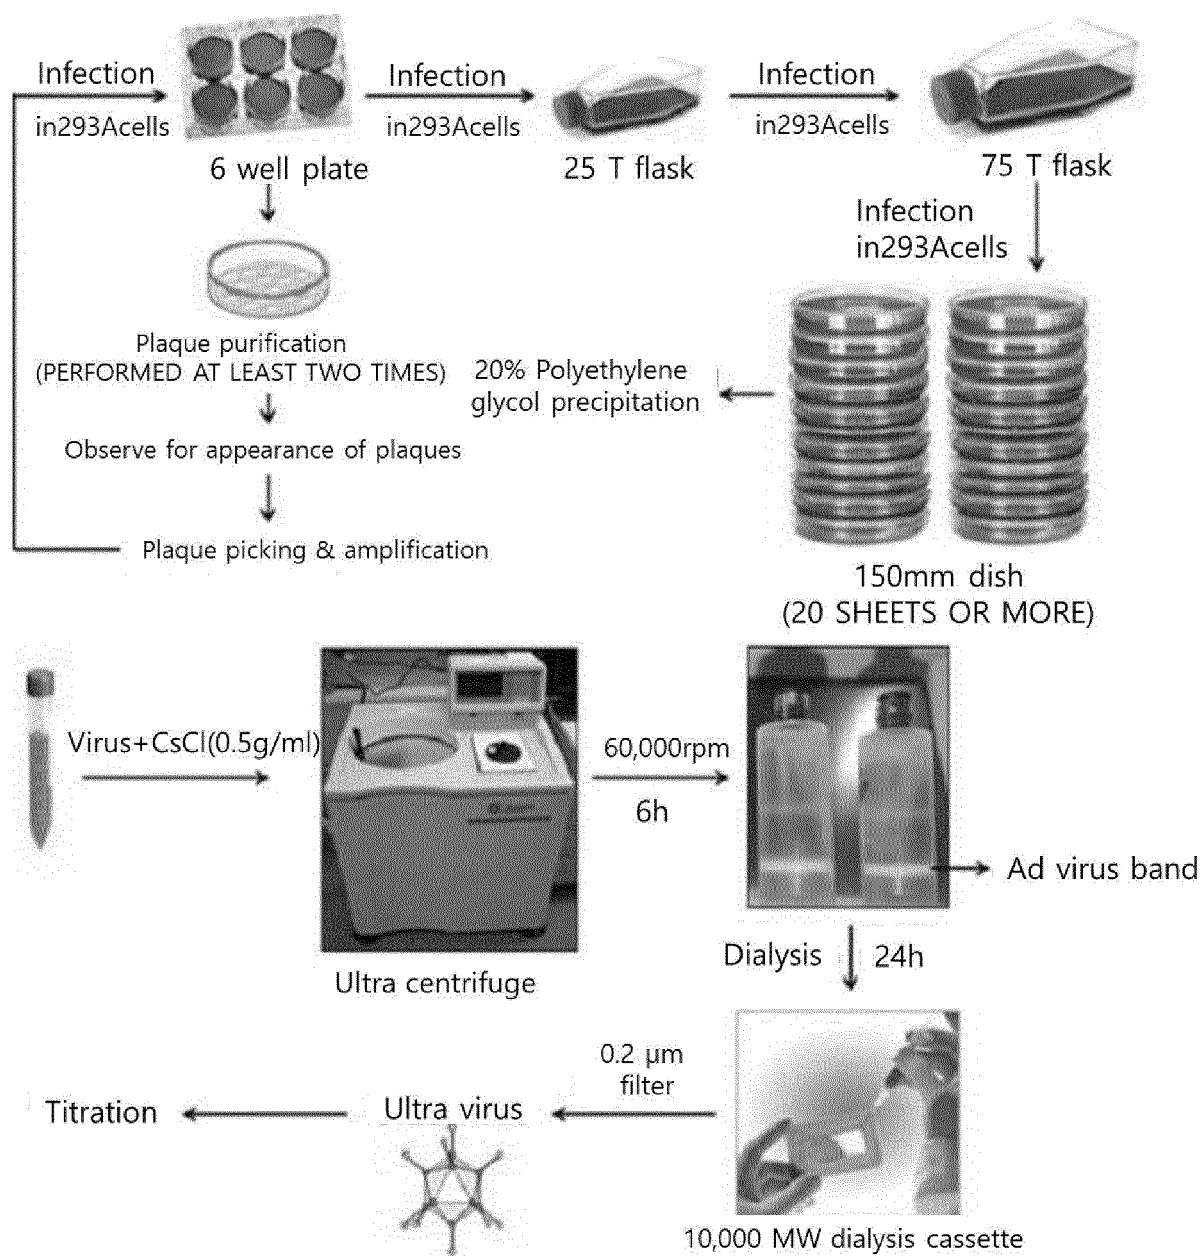 Infection
in293Acells
6 well plate
Infection
in293Acells
25 T flask
Infection
in293Acells
75 T flask
Infection
in293Acells
Plaque purification
(PERFORMED AT LEAST TWO TIMES)
Observe for appearance of plaques
Plaque picking & amplification
20% Polyethylene
glycol precipitation
150mm dish
(20 SHEETS OR MORE)
Virus+CsCl(0.5g/ml)
Ultra centrifuge
60,000rpm
6h
Ad virus band
Dialysis
24h
10,000 MW dialysis cassette
0.2 μm
filter
Ultra virus
Titration